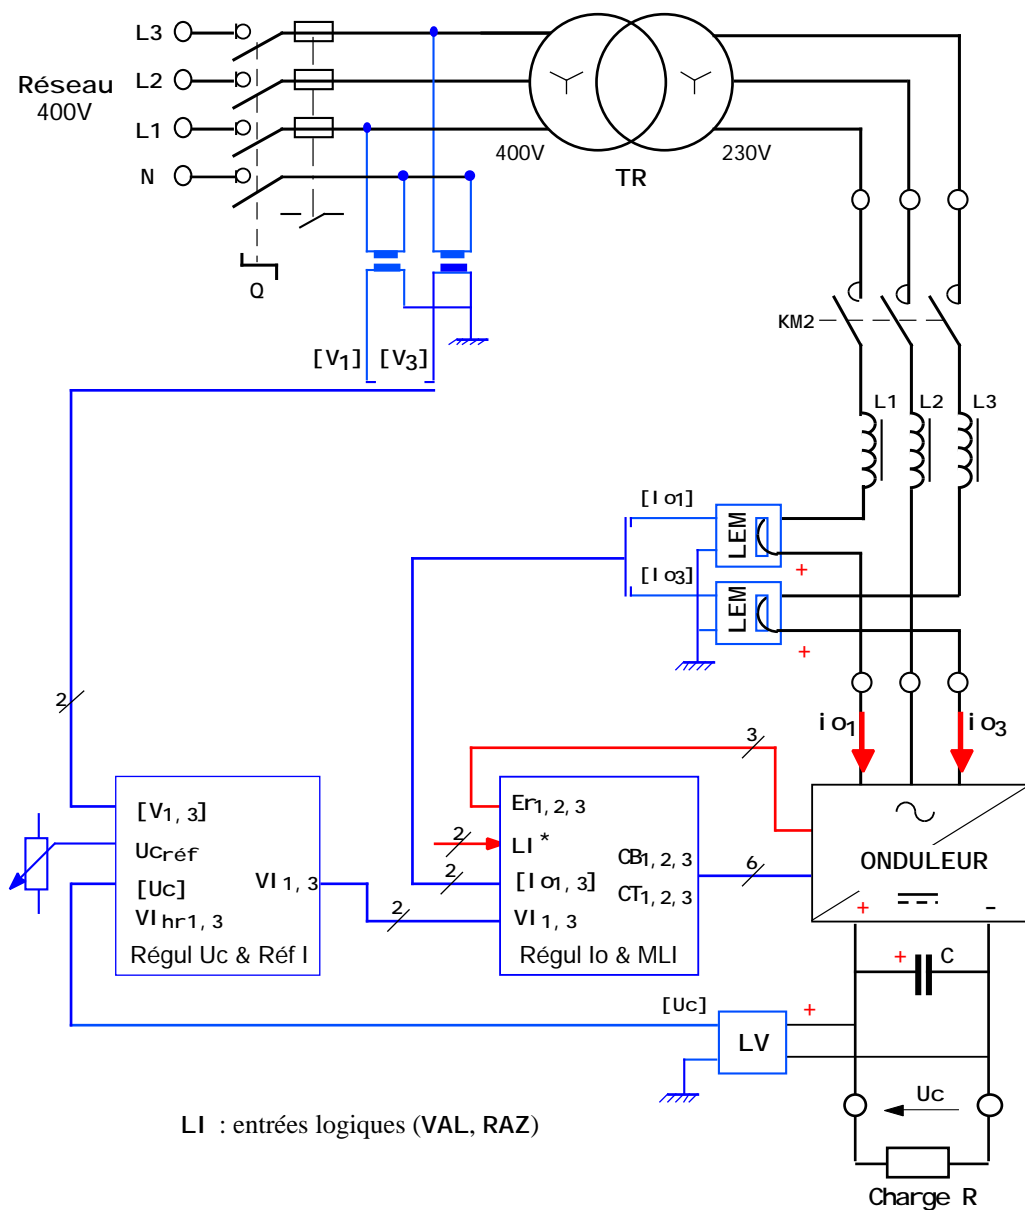 L3
Réseau
400V
L2
L1
N
400V
230V
TR
Q
KM2
[V1]
[V3]
L1
L2
L3
[Io1]
LEM
+
[Io3]
LEM
+
2
io1
io3
3
[V1, 3]
Ucréf
[Uc]
VI1, 3
VIhr1, 3
Régul Uc & Réf I
2
Er1, 2, 3
2
LI*
CB1, 2, 3
2
[Io1, 3]
CT1, 2, 3
VI1, 3
Régul Io & MLI
6
ONDULEUR
+
-
+
C
[Uc]
+
LV
Uc
LI : entrées logiques (VAL, RAZ)
Charge R